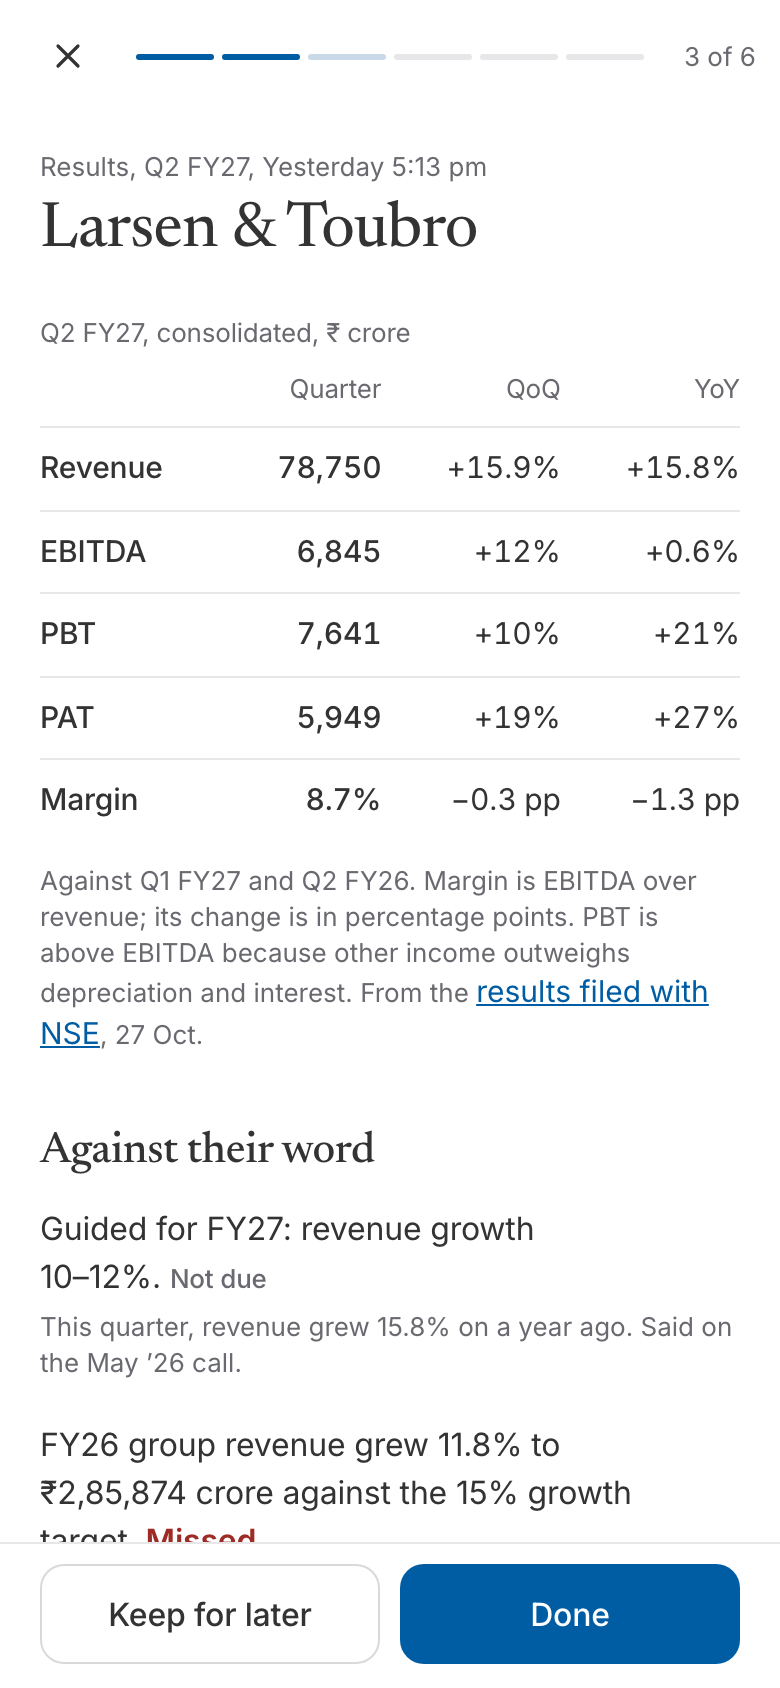 3 of 6
Results, Q2 FY27, Yesterday 5:13 pm
Larsen & Toubro
Q2 FY27, consolidated, ₹ crore
Quarter QoQ YoY
Revenue 78,750 +15.9% +15.8%
EBITDA 6,845 +12% +0.6%
PBT 7,641 +10% +21%
PAT 5,949 +19% +27%
Margin 8.7% −0.3 pp −1.3 pp
Against Q1 FY27 and Q2 FY26. Margin is EBITDA over
revenue; its change is in percentage points. PBT is
above EBITDA because other income outweighs
depreciation and interest. From the results filed with
NSE, 27 Oct.
Against their word
Guided for FY27: revenue growth
10–12%. Not due
This quarter, revenue grew 15.8% on a year ago. Said on
the May ’26 call.
FY26 group revenue grew 11.8% to
₹2,85,874 crore against the 15% growth
target. Missed
Keep for later Done